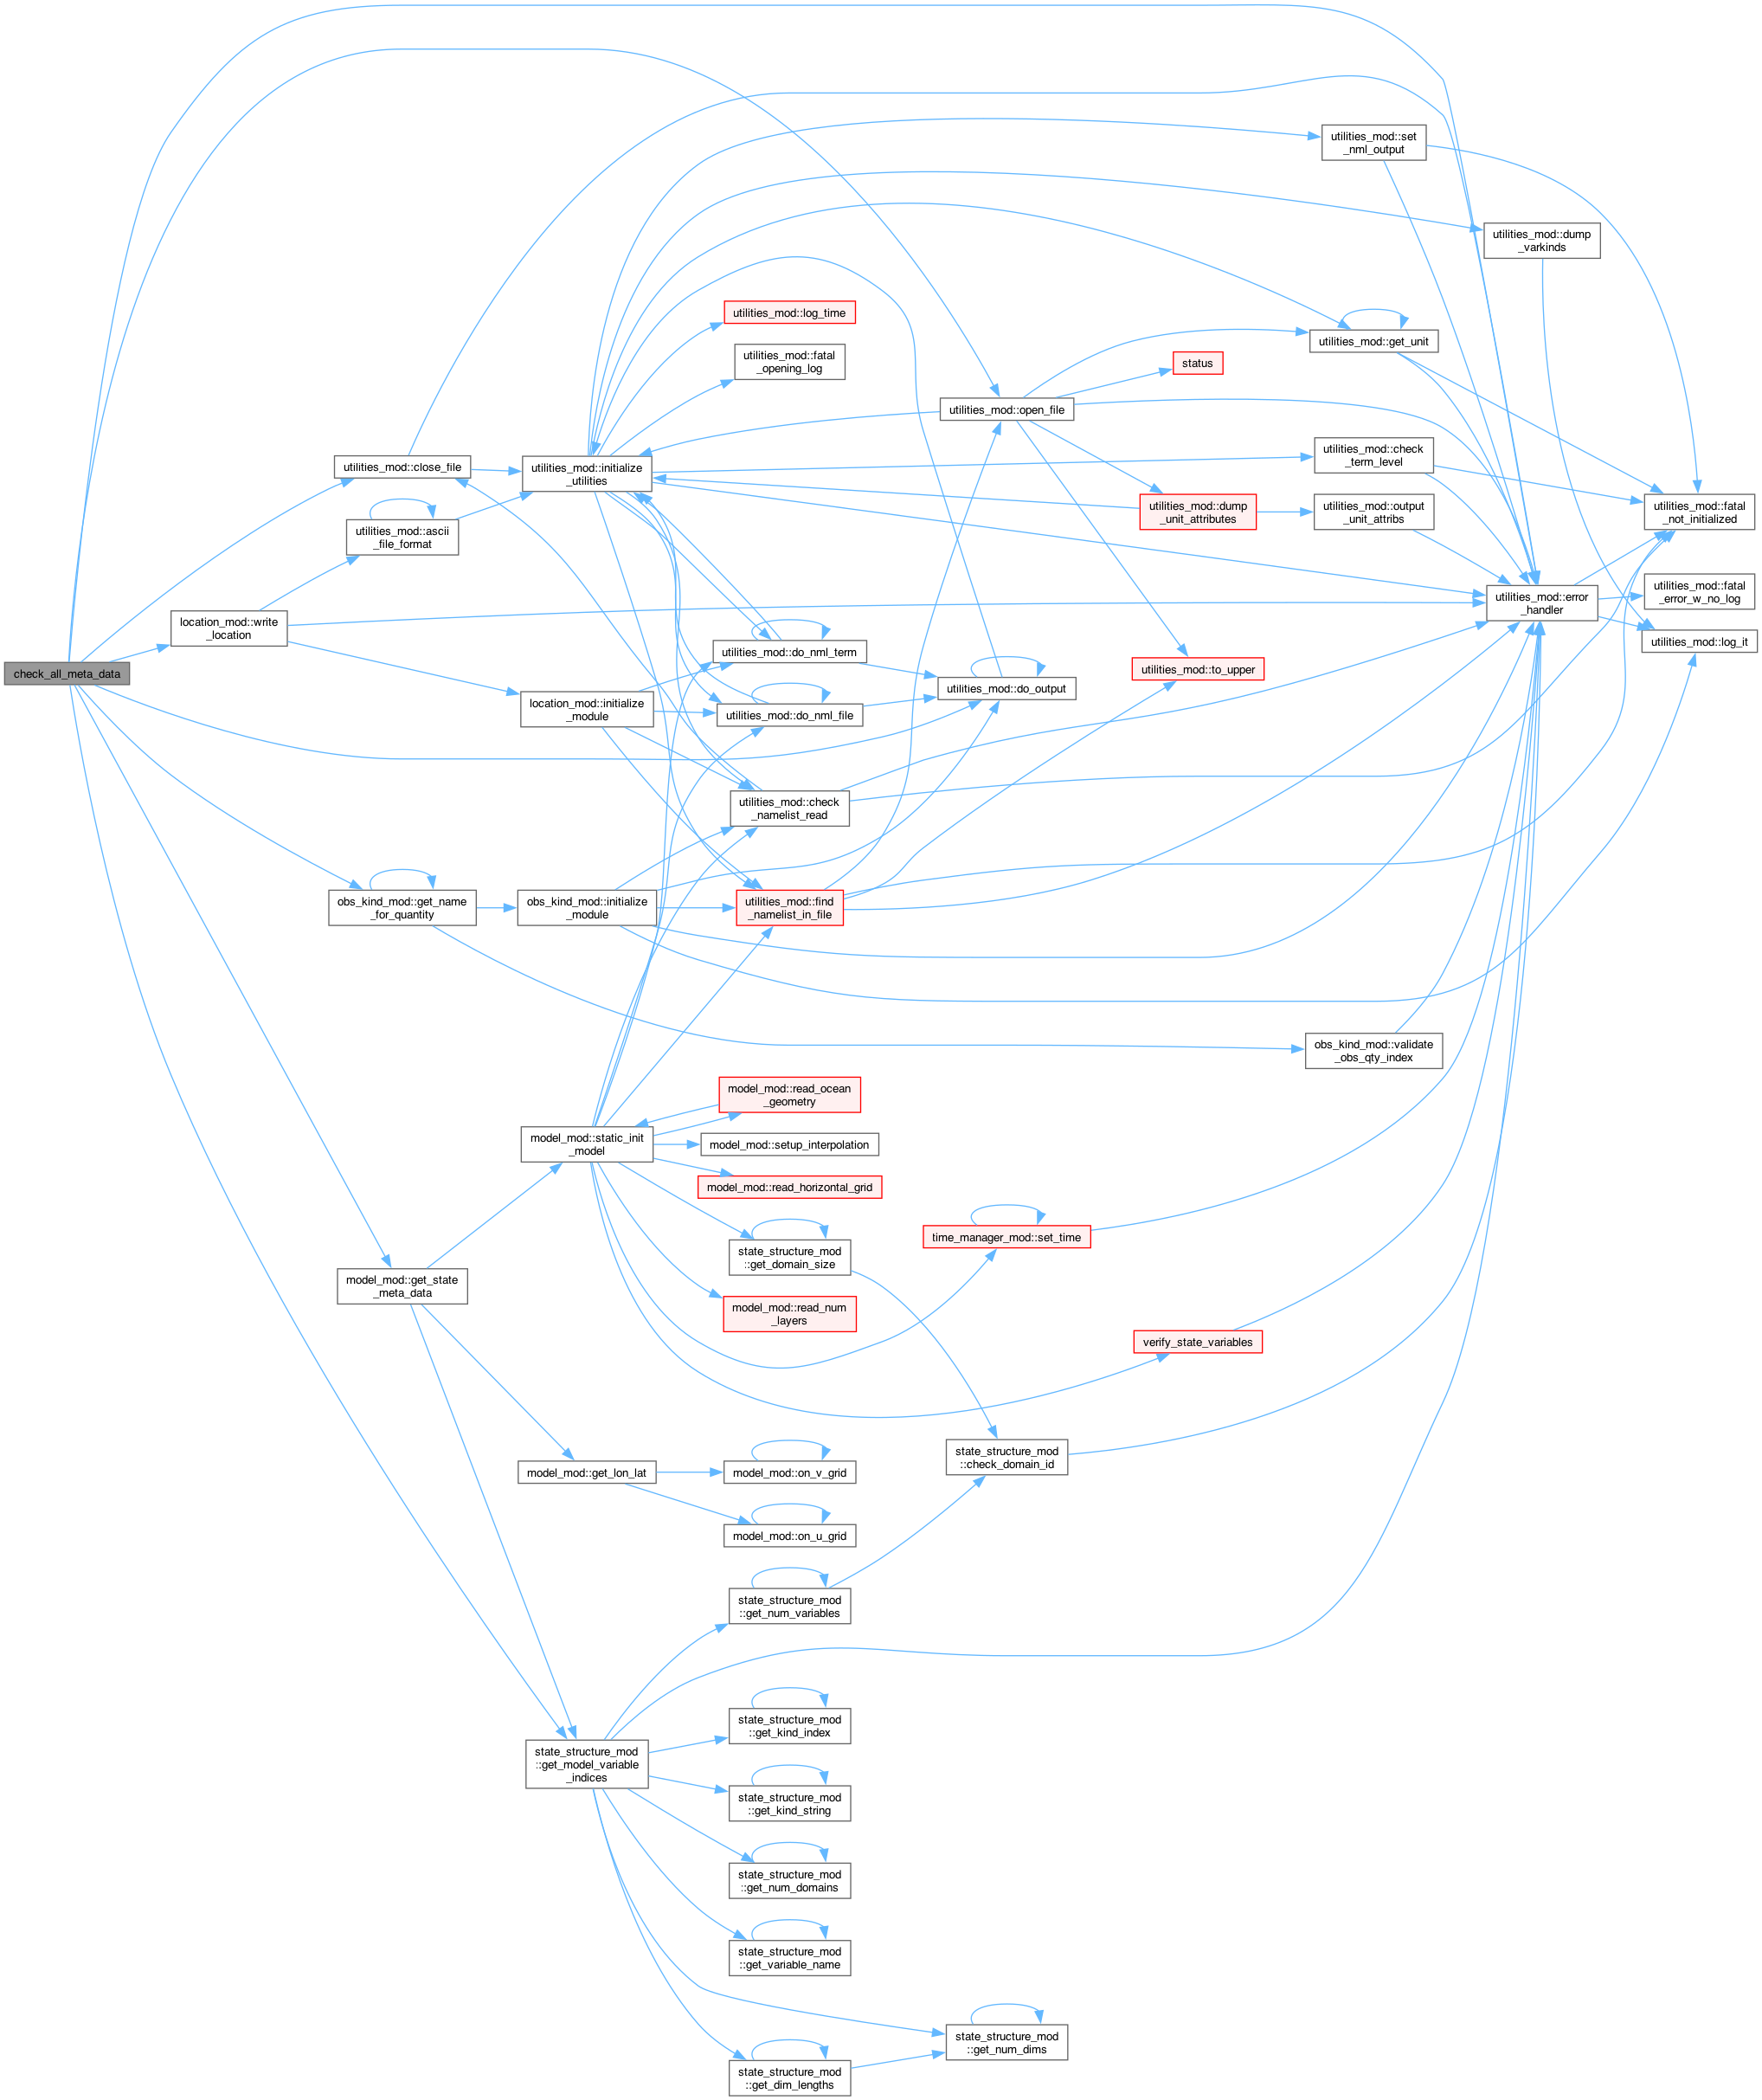 utilities_mod::set
_nml_output
utilities_mod::dump
_varkinds
utilities_mod::log_time
utilities_mod::get_unit
utilities_mod::fatal
_opening_log
status
utilities_mod::open_file
utilities_mod::close_file
utilities_mod::initialize
_utilities
utilities_mod::check
_term_level
utilities_mod::dump
_unit_attributes
utilities_mod::output
_unit_attribs
utilities_mod::fatal
_not_initialized
utilities_mod::ascii
_file_format
utilities_mod::error
_handler
utilities_mod::fatal
_error_w_no_log
location_mod::write
_location
utilities_mod::log_it
utilities_mod::do_nml_term
utilities_mod::to_upper
check_all_meta_data
utilities_mod::do_output
location_mod::initialize
_module
utilities_mod::do_nml_file
utilities_mod::check
_namelist_read
obs_kind_mod::get_name
_for_quantity
obs_kind_mod::initialize
_module
utilities_mod::find
_namelist_in_file
obs_kind_mod::validate
_obs_qty_index
model_mod::read_ocean
_geometry
model_mod::static_init
_model
model_mod::setup_interpolation
model_mod::read_horizontal_grid
time_manager_mod::set_time
state_structure_mod
::get_domain_size
model_mod::get_state
_meta_data
model_mod::read_num
_layers
verify_state_variables
state_structure_mod
::check_domain_id
model_mod::get_lon_lat
model_mod::on_v_grid
model_mod::on_u_grid
state_structure_mod
::get_num_variables
state_structure_mod
::get_kind_index
state_structure_mod
::get_model_variable
_indices
state_structure_mod
::get_kind_string
state_structure_mod
::get_num_domains
state_structure_mod
::get_variable_name
state_structure_mod
::get_num_dims
state_structure_mod
::get_dim_lengths